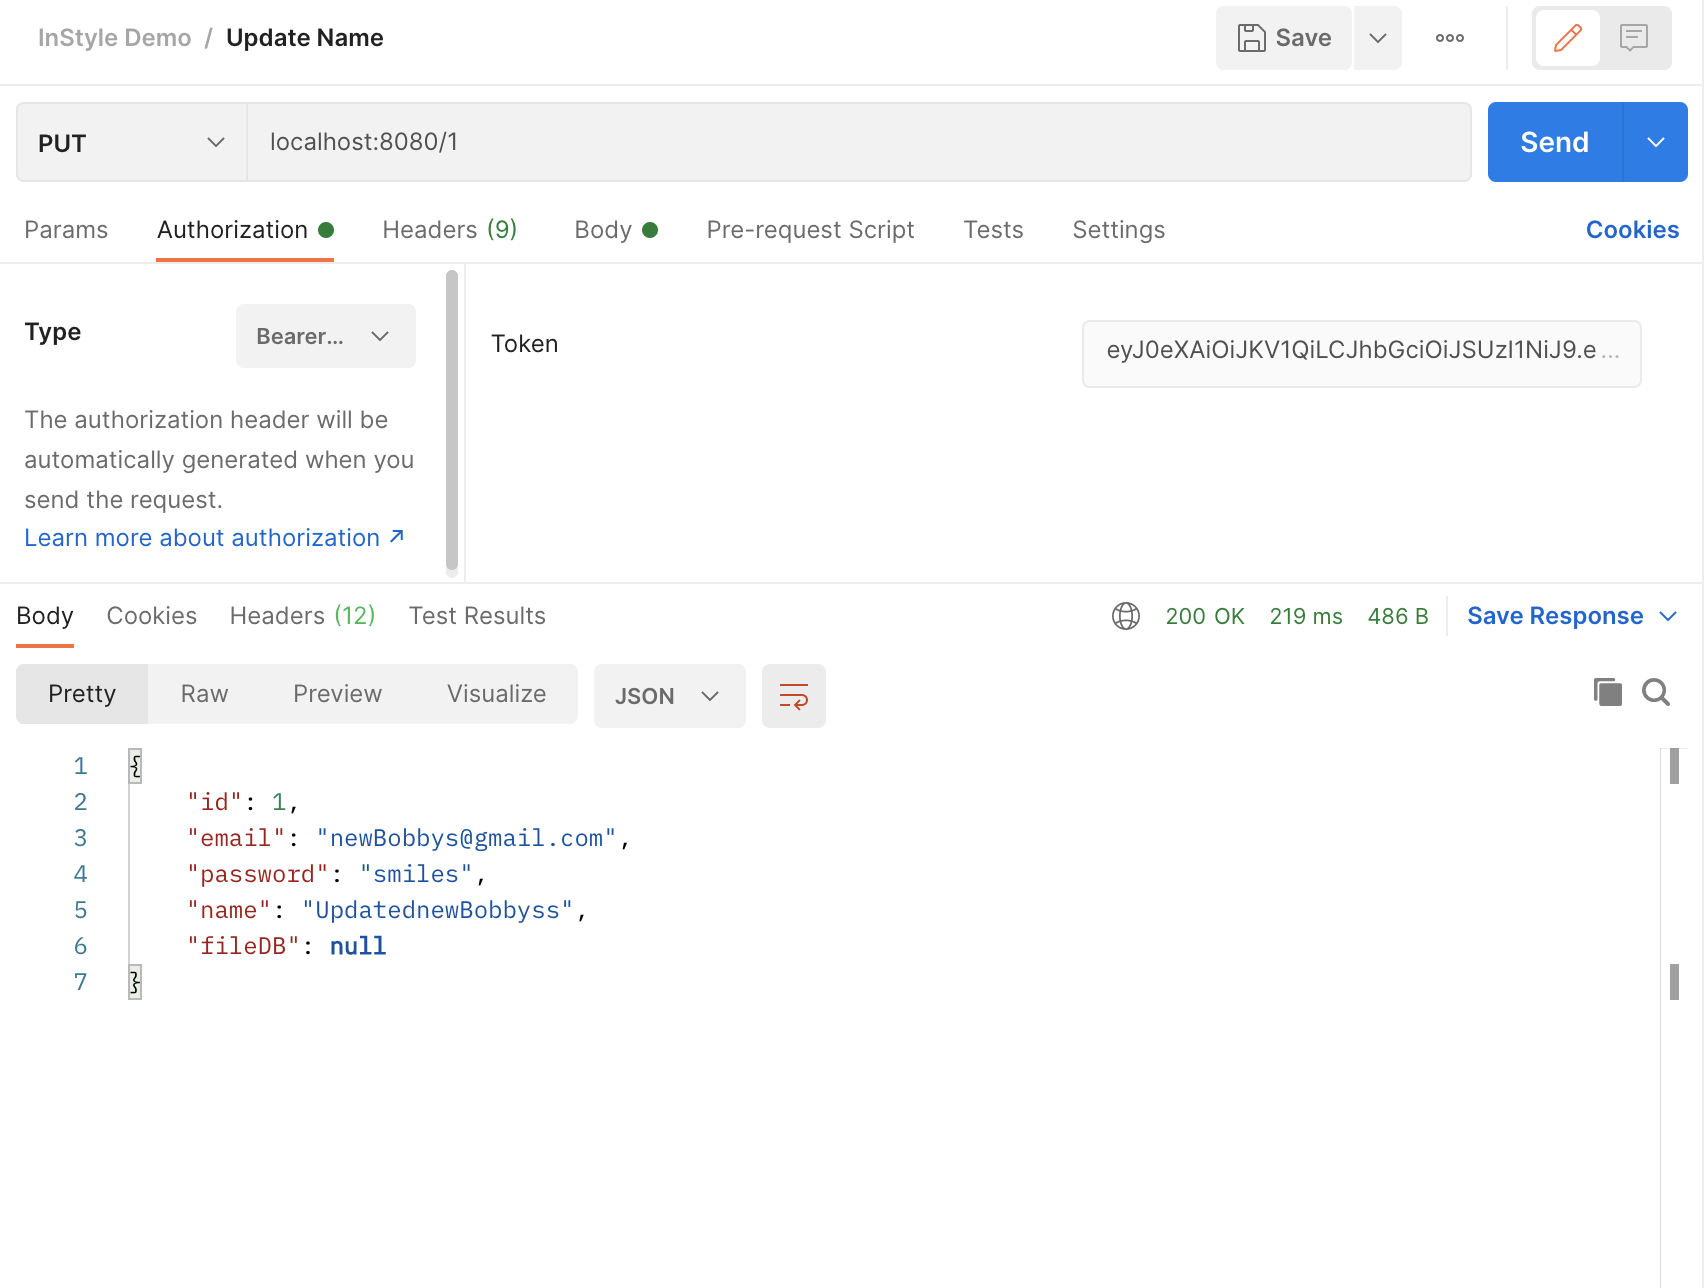 InStyle Demo / Update Name
Save
PUT
localhost:8080/1
Send
Params Authorization Headers (9) Body Pre-request Script Tests Settings Cookies
Type
Bearer...
Token
eyJ0eXAiOiJKV1QiLCJhbGciOiJSUzI1NiJ9.e ...
The authorization header will be
automatically generated when you
send the request.
Learn more about authorization ↗
Body Cookies Headers (12) Test Results
200 OK 219 ms 486 B Save Response
Pretty Raw Preview Visualize JSON
1 {
2 "id": 1,
3 "email": "newBobbys@gmail.com",
4 "password": "smiles",
5 "name": "UpdatednewBobbyss",
6 "fileDB": null
7 }